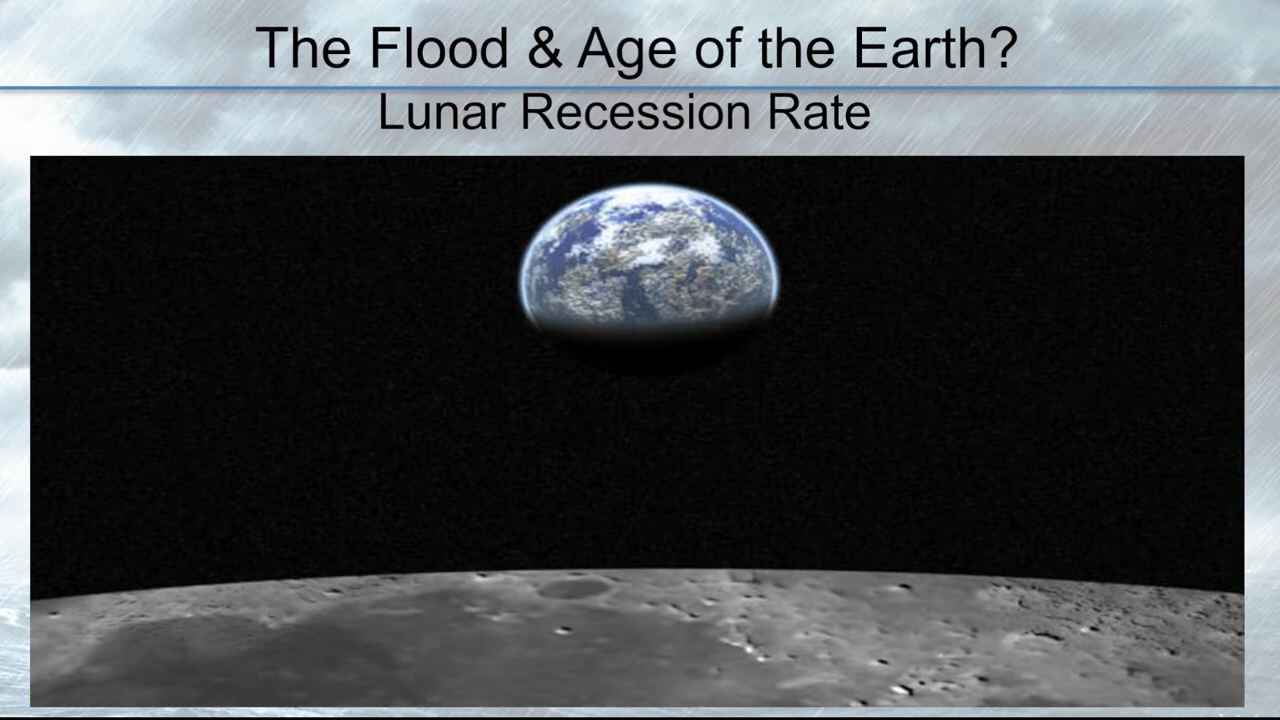 The Flood & Age of the Earth?
Lunar Recession Rate